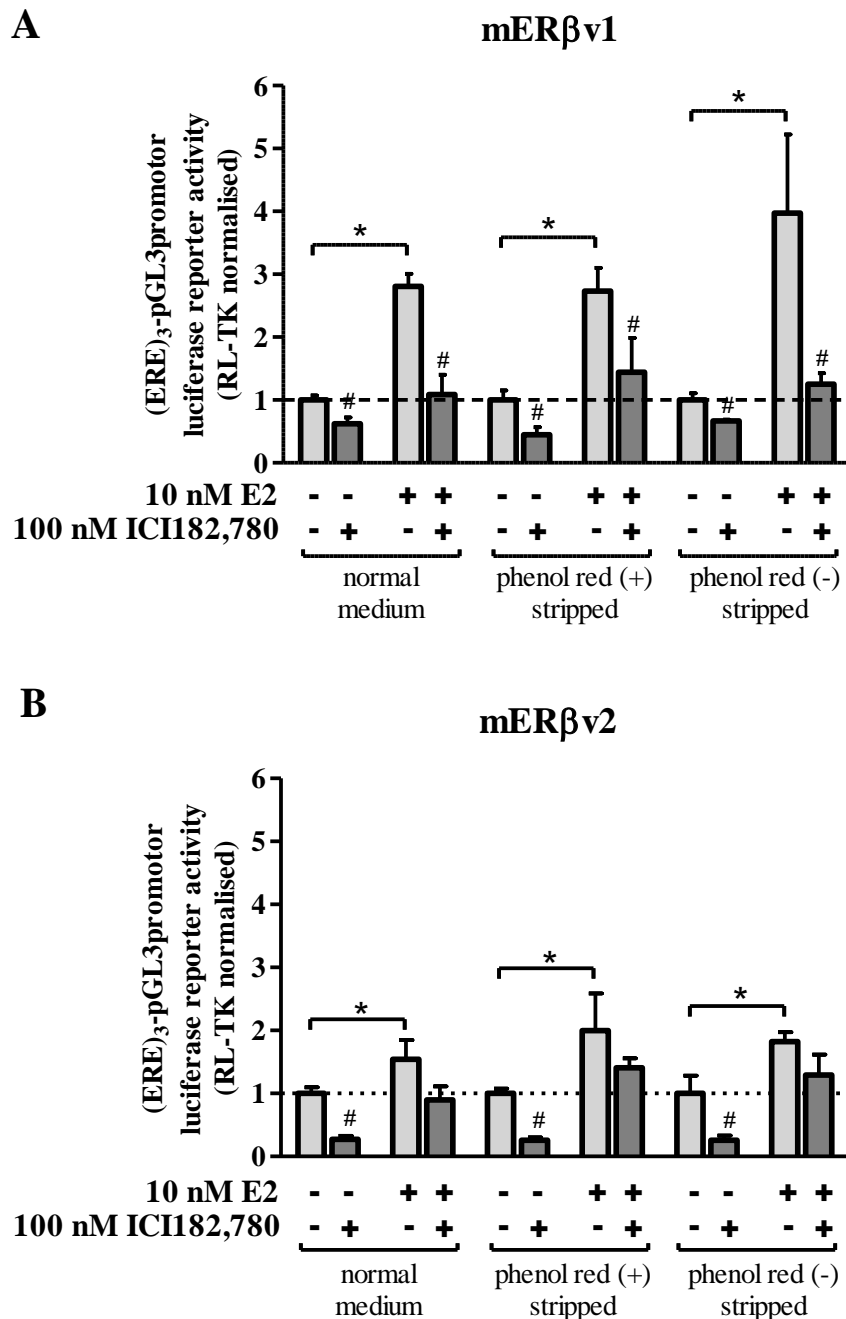 A
mERβv1
(ERE)3-pGL3promotor
luciferase reporter activity
(RL-TK normalised)
6
5
4
3
2
1
0
* * *
# # # # # #
10 nM E2 - - + + - - + + - - + +
100 nM ICI182,780 - + - + - + - + - + - +
normal
medium
phenol red (+)
stripped
phenol red (-)
stripped
B
mERβv2
(ERE)3-pGL3promotor
luciferase reporter activity
(RL-TK normalised)
6
5
4
3
2
1
0
* * *
# # #
10 nM E2 - - + + - - + + - - + +
100 nM ICI182,780 - + - + - + - + - + - +
normal
medium
phenol red (+)
stripped
phenol red (-)
stripped